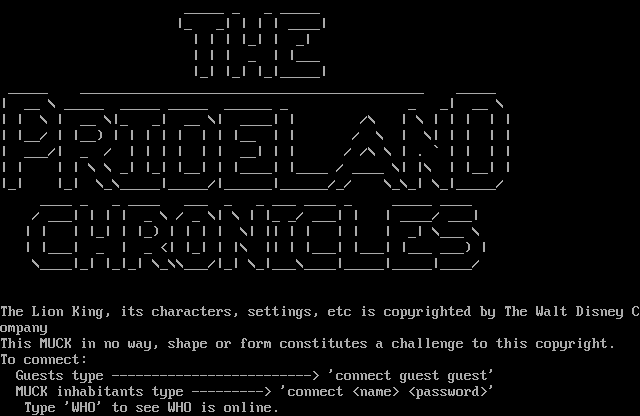 THE
PRIDELAND
CHRONICLES
The Lion King, its characters, settings, etc is copyrighted by The Walt Disney C
ompany
This MUCK in no way, shape or form constitutes a challenge to this copyright.
To connect:
Guests type -------------------------> 'connect guest guest'
MUCK inhabitants type ---------> 'connect <name> <password>'
Type 'WHO' to see WHO is online.